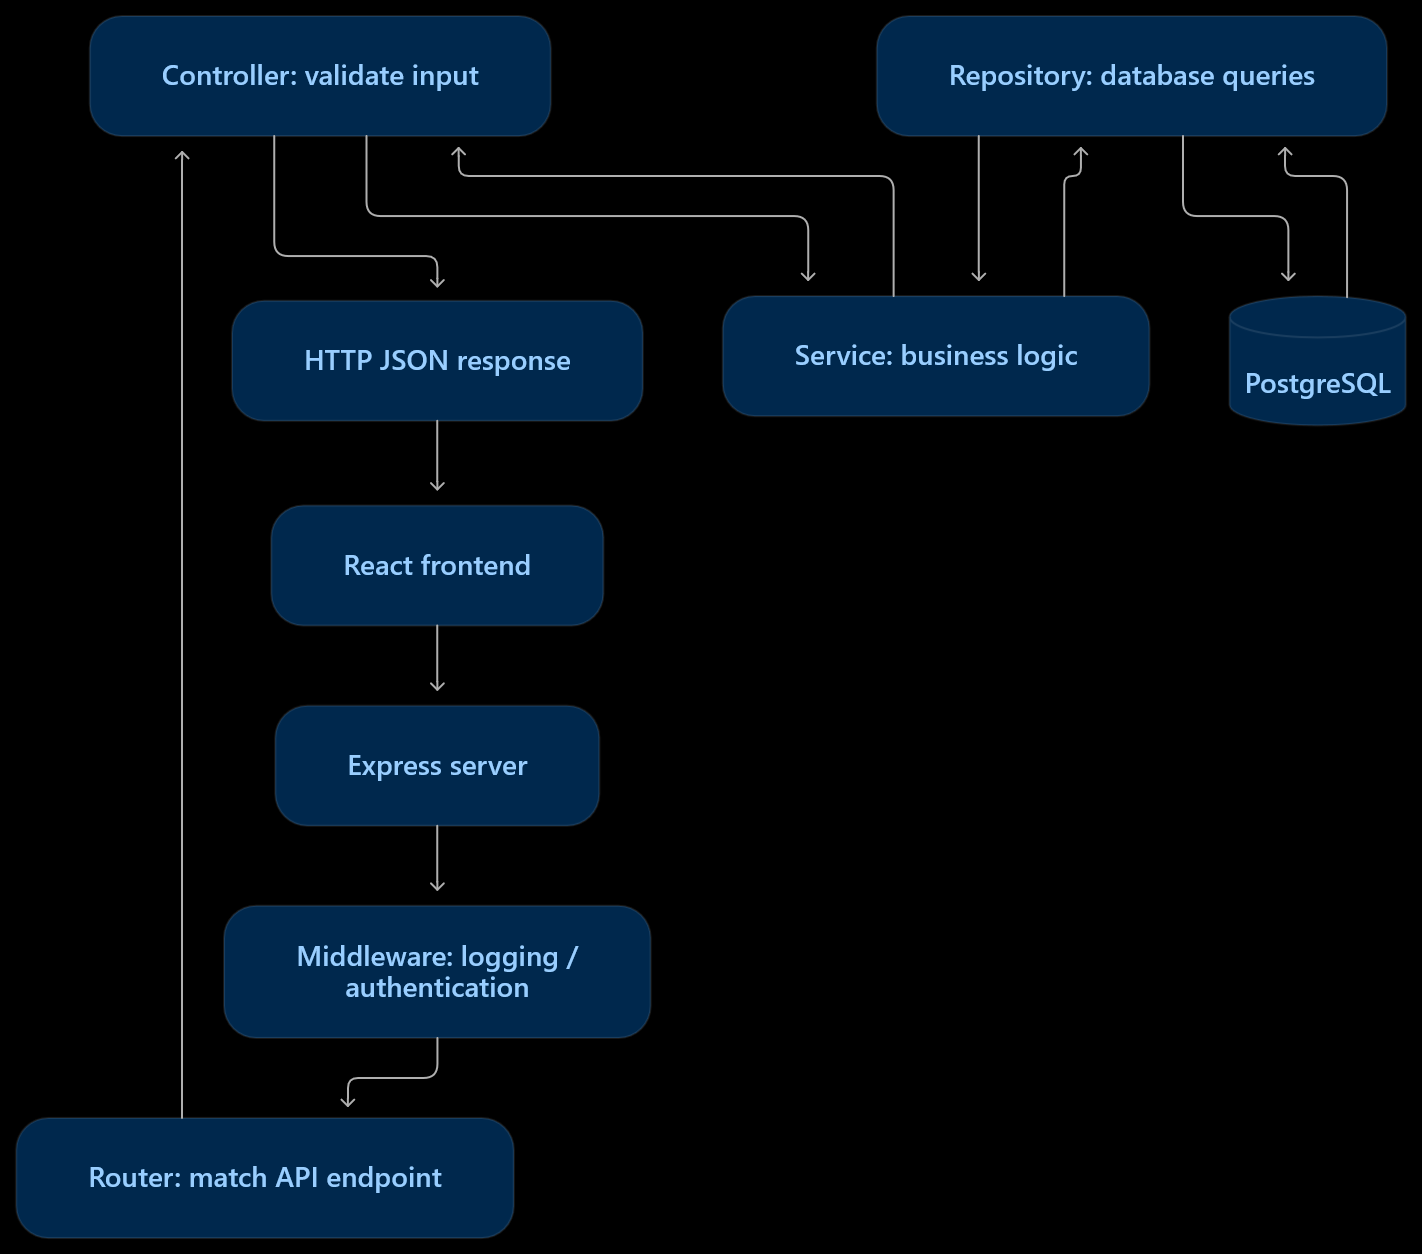 Controller: validate input
Repository: database queries
HTTP JSON response
Service: business logic
PostgreSQL
React frontend
Express server
Middleware: logging /
authentication
Router: match API endpoint